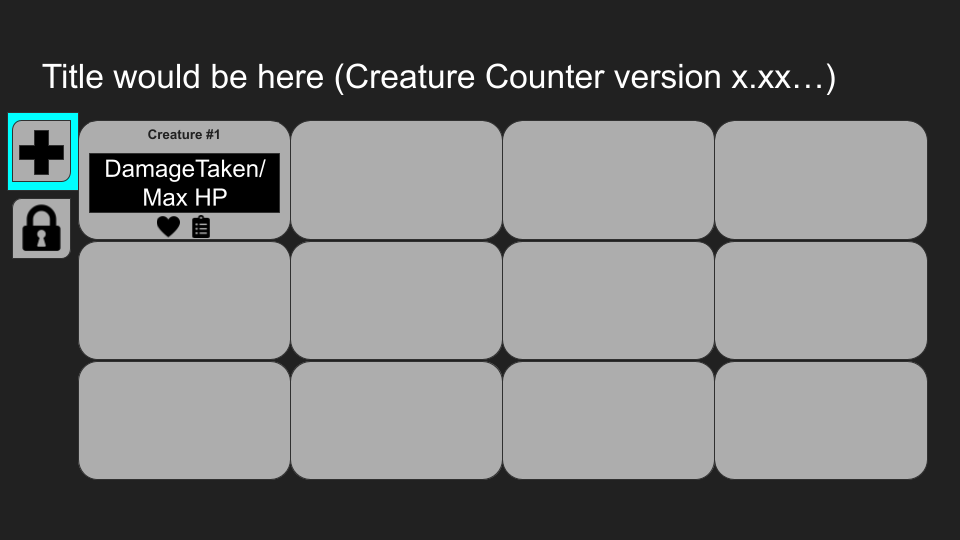 Title would be here (Creature Counter version x.xx…)
Creature #1
DamageTaken/
Max HP